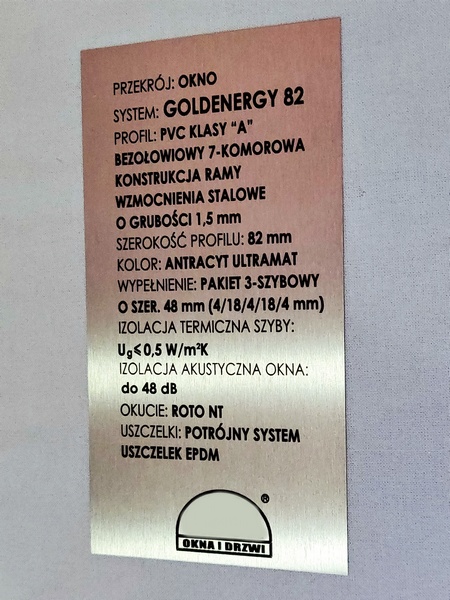 PRZEKRÓJ: OKNO
SYSTEM: GOLDENERGY 82
PROFIL: PVC KLASY “A”
BEZOŁOWIOWY 7-KOMOROWA
KONSTRUKCJA RAMY
WZMOCNIENIA STALOWE
O GRUBOŚCI 1,5 mm
SZEROKOŚĆ PROFILU: 82 mm
KOLOR: ANTRACYT ULTRAMAT
WYPEŁNIENIE: PAKIET 3-SZYBOWY
O SZER. 48 mm (4/18/4/18/4 mm)
IZOLACJA TERMICZNA SZYBY:
Ug≤0,5 W/m²K
IZOLACJA AKUSTYCZNA OKNA:
do 48 dB
OKUCIE: ROTO NT
USZCZELKI: POTRÓJNY SYSTEM
USZCZELEK EPDM
®
OKNA I DRZWI